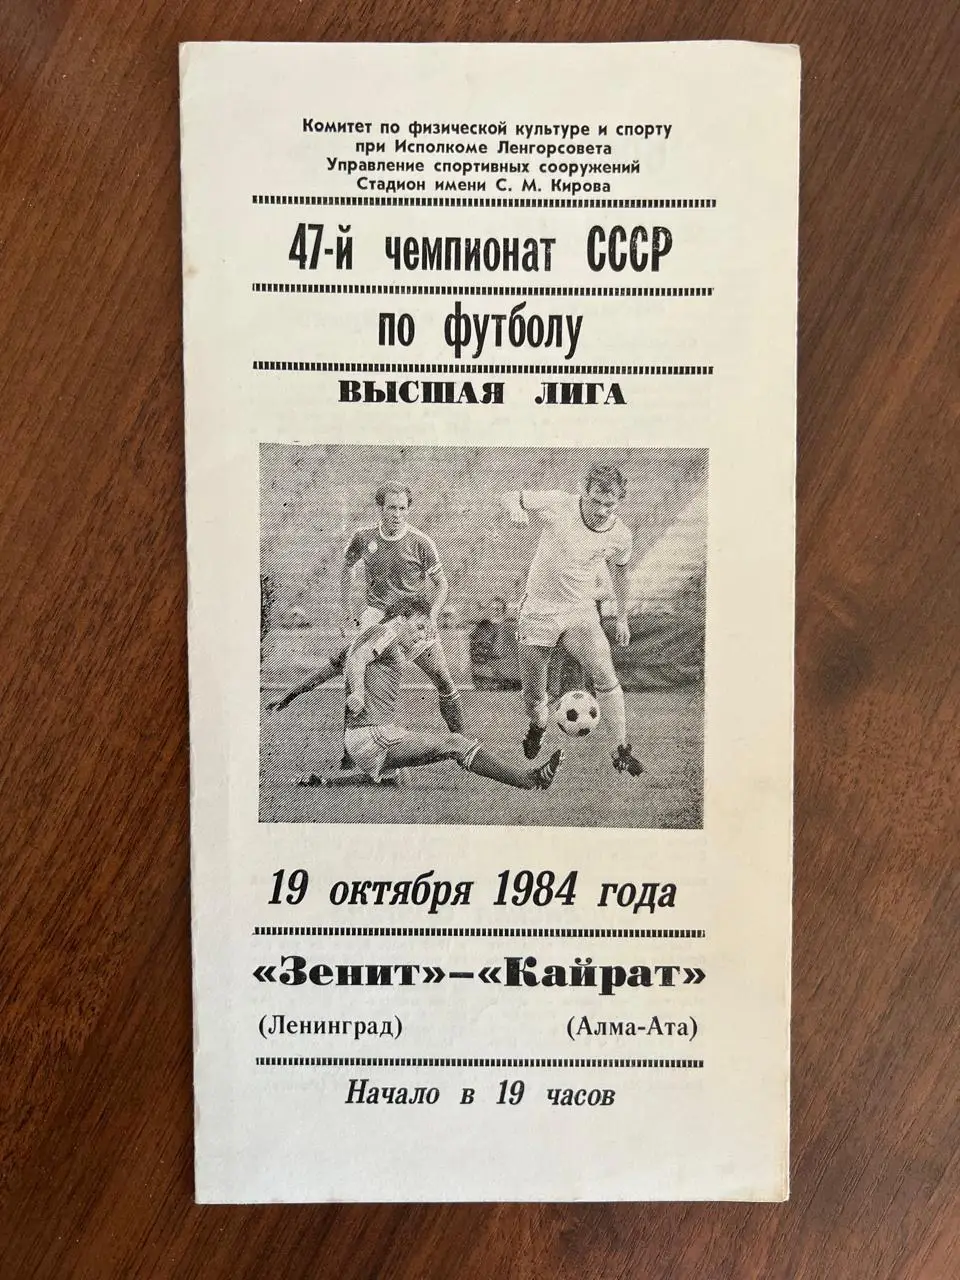 Комитет по физической культуре и спорту
при Исполкоме Ленгорсовета
Управление спортивных сооружений
Стадион имени С. М. Кирова
47-й чемпионат СССР
по футболу
ВЫСШАЯ ЛИГА
19 октября 1984 года
«Зенит»—«Кайрат»
(Ленинград) (Алма-Ата)
Начало в 19 часов